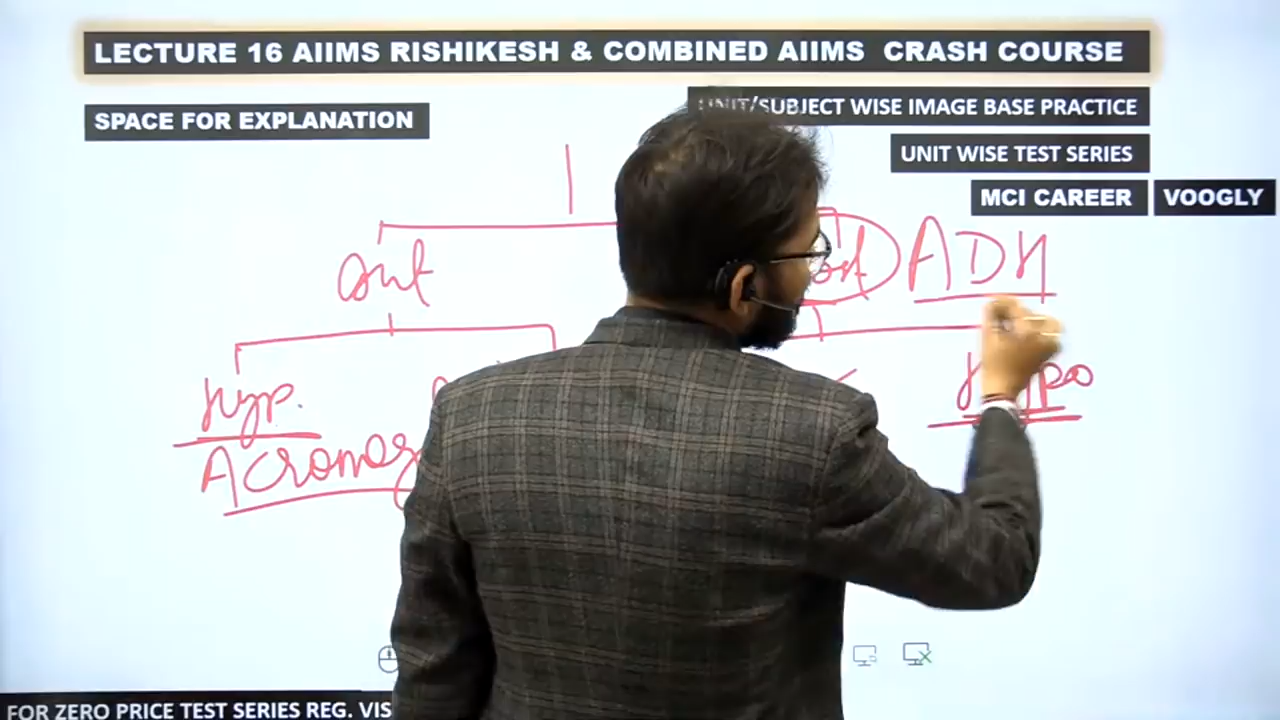 LECTURE 16 AIIMS RISHIKESH & COMBINED AIIMS CRASH COURSE
SPACE FOR EXPLANATION
UNIT/SUBJECT WISE IMAGE BASE PRACTICE
UNIT WISE TEST SERIES
MCI CAREER
VOOGLY
Ant
ADH
Hyp.
Hypo
Acromeg
FOR ZERO PRICE TEST SERIES REG. VIS